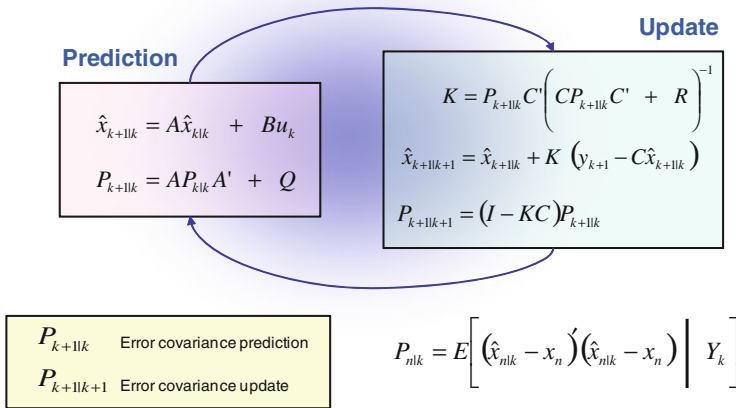 Prediction
x̂_{k+1|k} = Ax̂_{k|k} + Bu_k
P_{k+1|k} = AP_{k|k}A' + Q
Update
K = P_{k+1|k}C'(CP_{k+1|k}C' + R)^{-1}
x̂_{k+1|k+1} = x̂_{k+1|k} + K (y_{k+1} − Cx̂_{k+1|k})
P_{k+1|k+1} = (I − KC)P_{k+1|k}
P_{k+1|k} Error covariance prediction
P_{k+1|k+1} Error covariance update
P_{n|k} = E[(x̂_{n|k} − x_n)′(x̂_{n|k} − x_n) | Y_k]